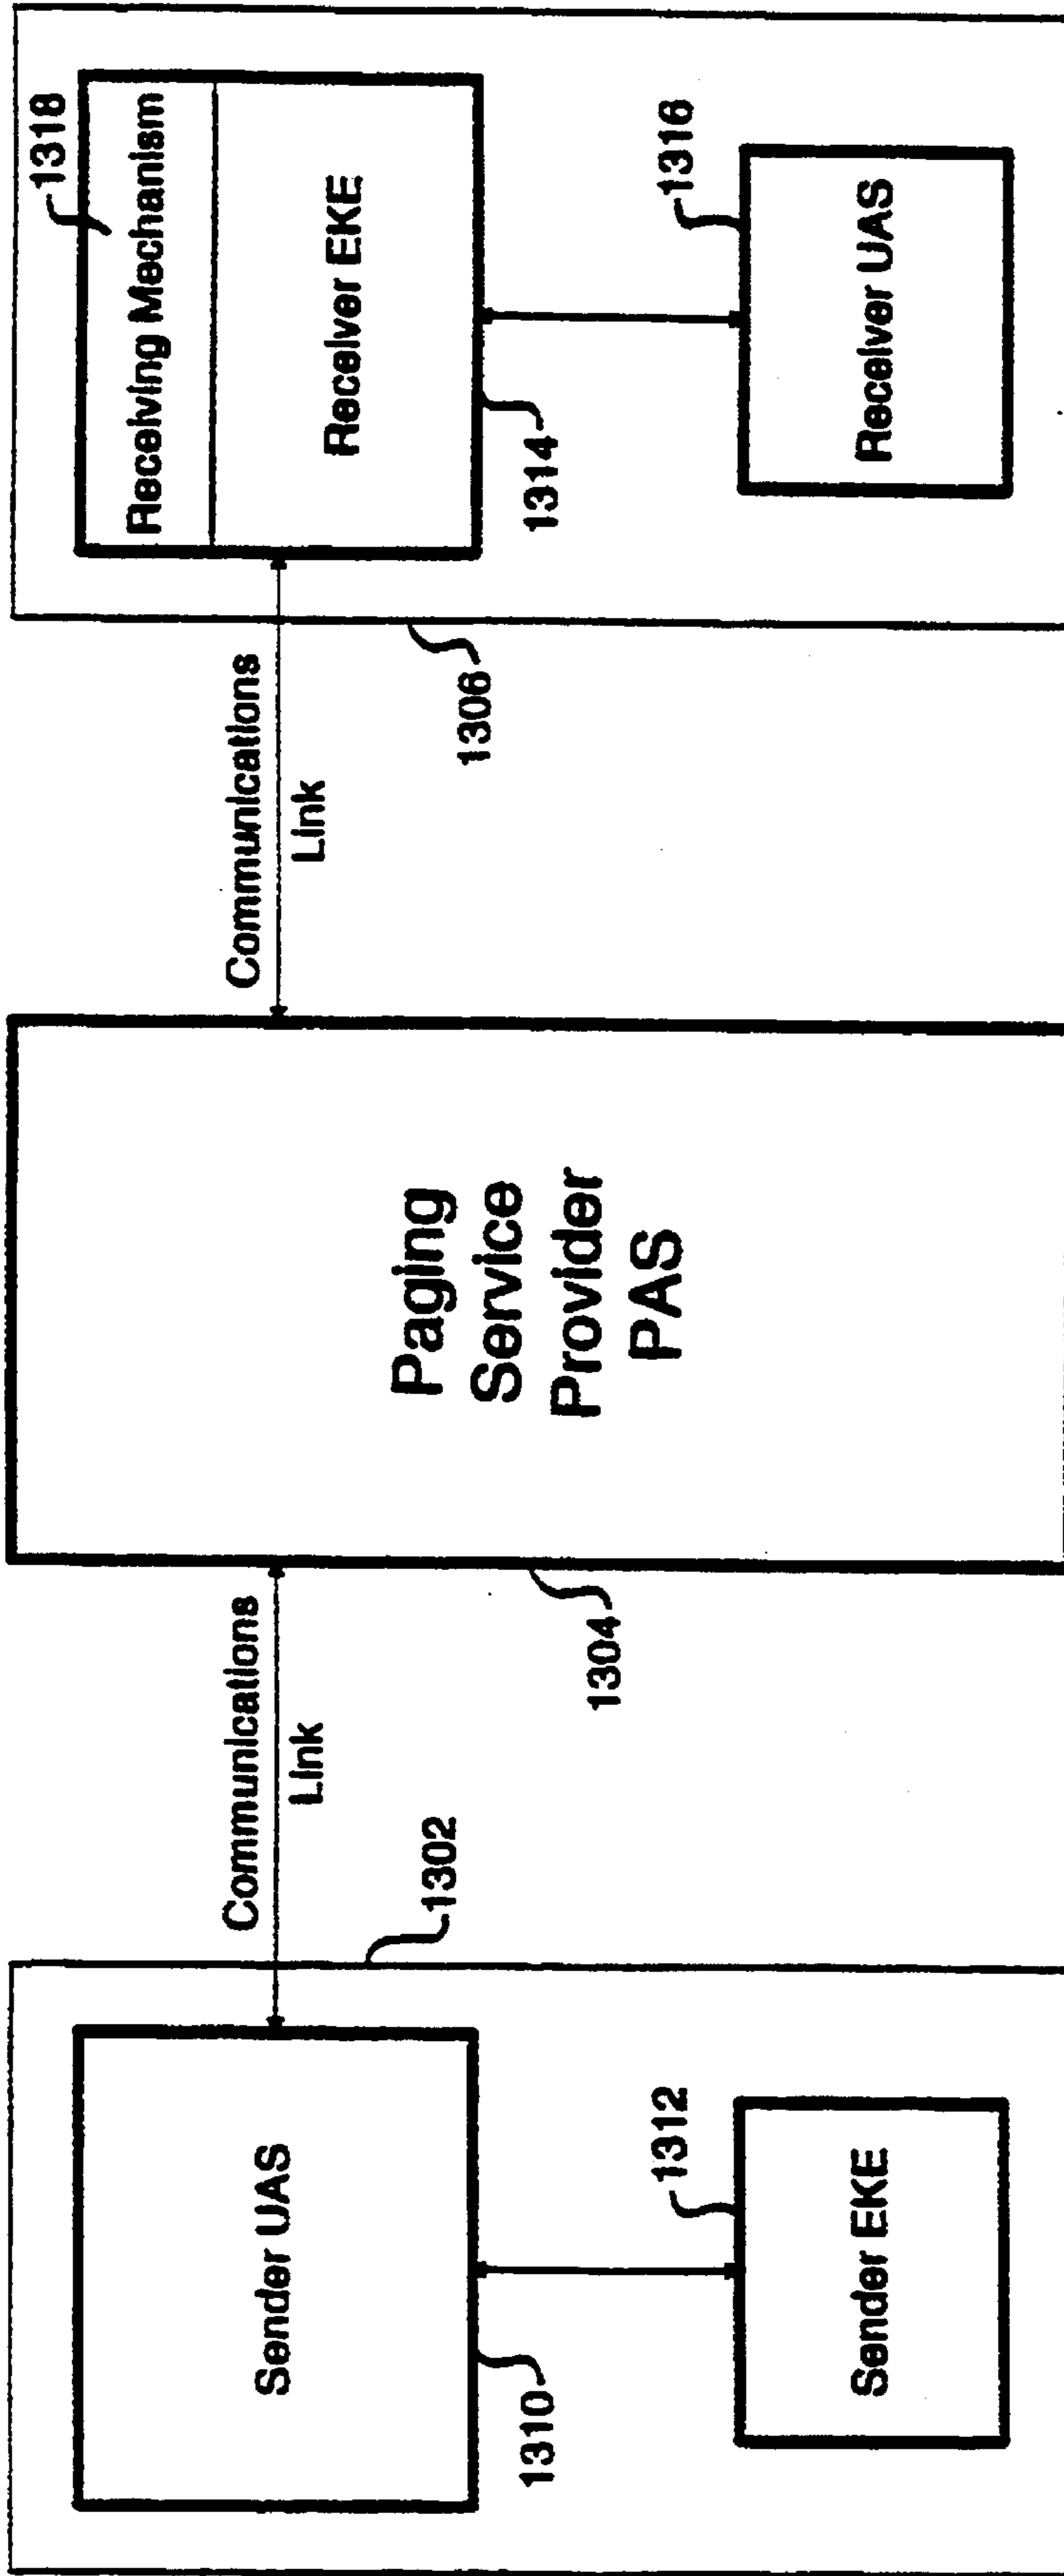 Sender UAS
1310
1312
Sender EKE
1302
Communications
Link
Paging
Service
Provider
PAS
1304
Communications
Link
1306
1318
Receiving Mechanism
Receiver EKE
1314
1316
Receiver UAS